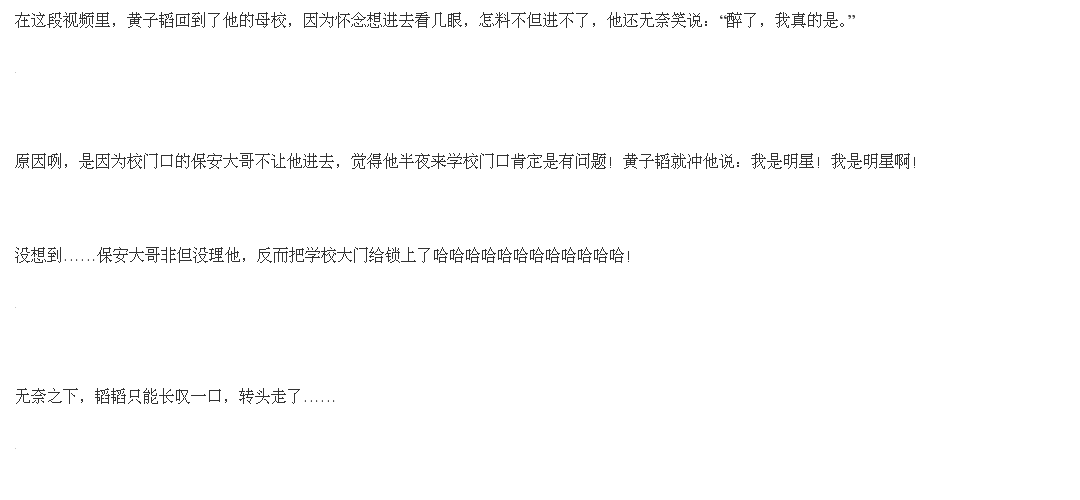 在这段视频里，黄子韬回到了他的母校，因为怀念想进去看几眼，怎料不但进不了，他还无奈笑说：“醉了，我真的是。”
原因咧，是因为校门口的保安大哥不让他进去，觉得他半夜来学校门口肯定是有问题！黄子韬就冲他说：我是明星！我是明星啊！
没想到……保安大哥非但没理他，反而把学校大门给锁上了哈哈哈哈哈哈哈哈哈哈哈哈！
无奈之下，韬韬只能长叹一口，转头走了……